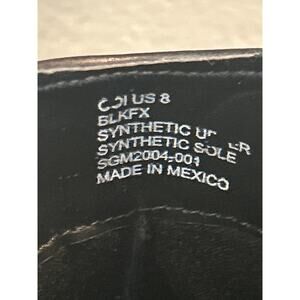 US 8
BLKFX
SYNTHETIC
SYNTHETIC SOLE
SGM2004-001
MADE IN MEXICO